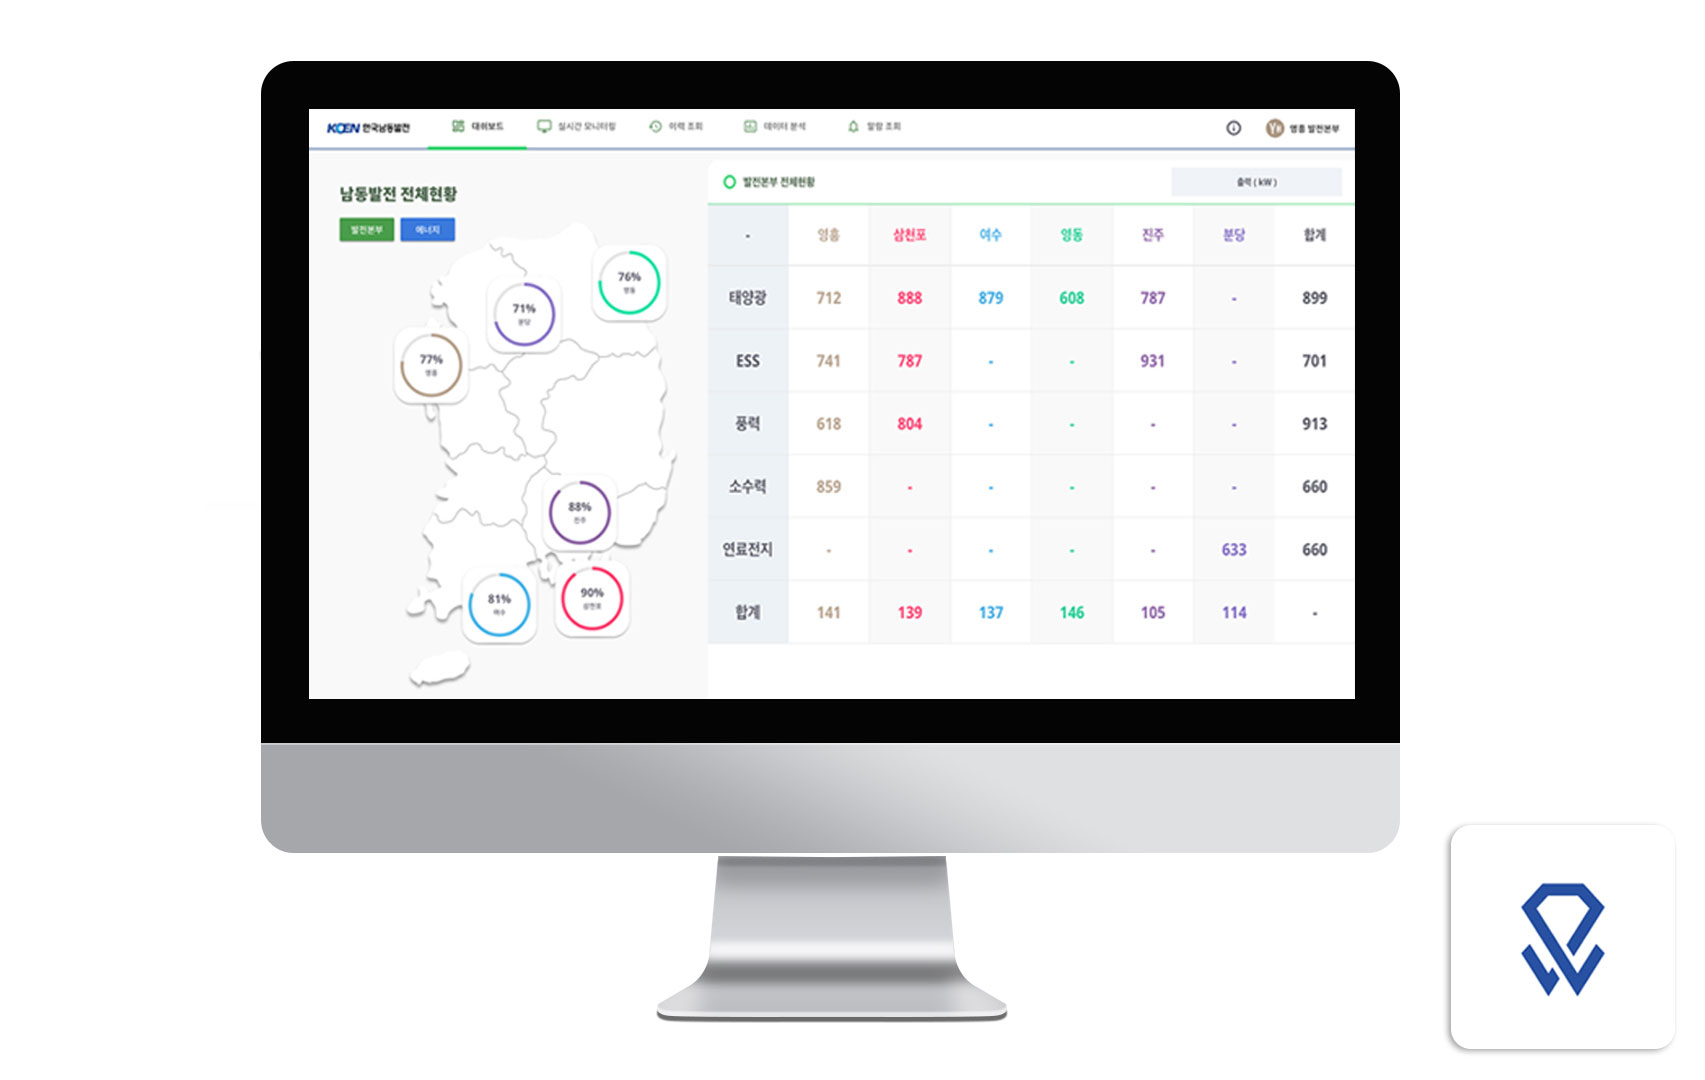 KOEN 한국남동발전 대쉬보드 실시간 모니터링 이력 조회 데이터 분석 알람 조회 영흥 발전본부
남동발전 전체현황
발전본부 에너지
76%
영동
71%
분당
77%
영흥
88%
진주
81%
여수
90%
삼천포
발전본부 전체현황 출력 ( kW )
- 영흥 삼천포 여수 영동 진주 분당 합계
태양광 712 888 879 608 787 - 899
ESS 741 787 - - 931 - 701
풍력 618 804 - - - - 913
소수력 859 - - - - - 660
연료전지 - - - - - 633 660
합계 141 139 137 146 105 114 -